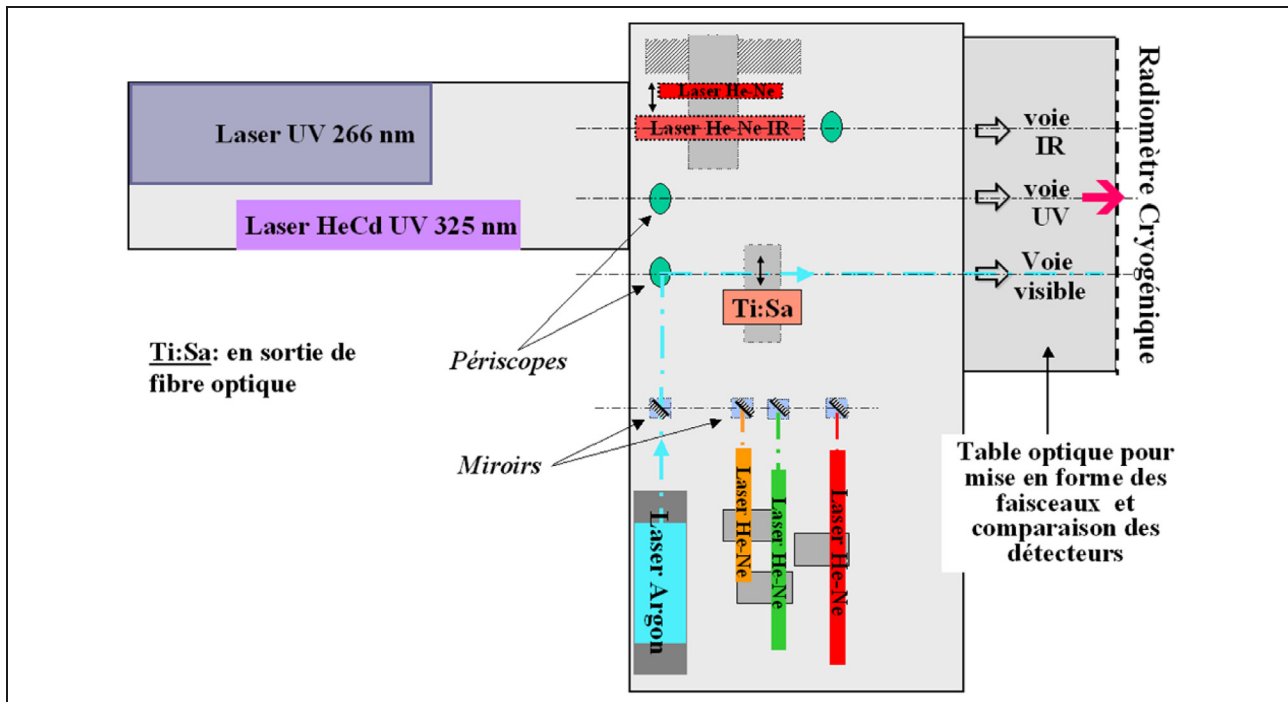 Laser UV 266 nm
Laser HeCd UV 325 nm
Laser He-Ne
Laser He-Ne IR
voie
IR
voie
UV
Voie
visible
Radiomètre Cryogénique
Ti:Sa
Ti:Sa: en sortie de
fibre optique
Périscopes
Miroirs
Laser Argon
Laser He-Ne
Laser He-Ne
Laser He-Ne
Table optique pour
mise en forme des
faisceaux et
comparaison des
détecteurs